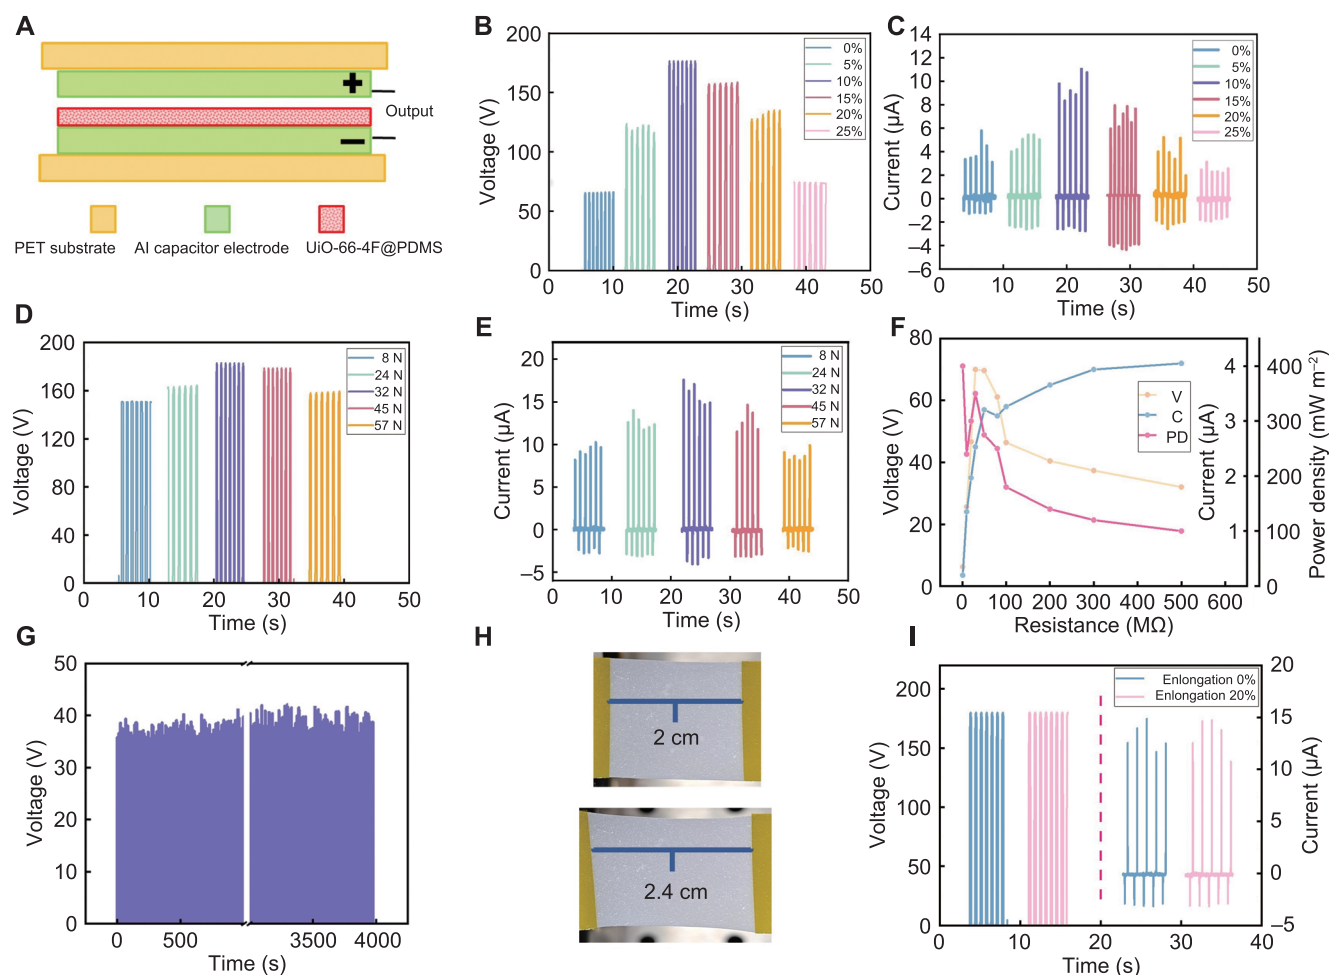 A
+
Output
−
PET substrate
AI capacitor electrode
UiO-66-4F@PDMS
B
200
150
100
50
0
0 10 20 30 40 50
Voltage (V)
Time (s)
0%
5%
10%
15%
20%
25%
C
14
12
10
8
6
4
2
0
−2
−4
−6
0 10 20 30 40 50
Current (µA)
Time (s)
0%
5%
10%
15%
20%
25%
D
200
160
120
80
40
0
0 10 20 30 40 50
Voltage (V)
Time (s)
8 N
24 N
32 N
45 N
57 N
E
20
15
10
5
0
−5
0 10 20 30 40 50
Current (µA)
Time (s)
8 N
24 N
32 N
45 N
57 N
F
80
60
40
20
0
0 100 200 300 400 500 600
Voltage (V)
Resistance (MΩ)
V
C
PD
4
3
2
1
Current (µA)
400
300
200
100
0
Power density (mW m⁻²)
G
50
40
30
20
10
0
0 500 3500 4000
Voltage (V)
Time (s)
H
2 cm
2.4 cm
I
200
150
100
50
0
0 10 20 30 40
Voltage (V)
Time (s)
Enlongation 0%
Enlongation 20%
20
15
10
5
0
−5
Current (µA)